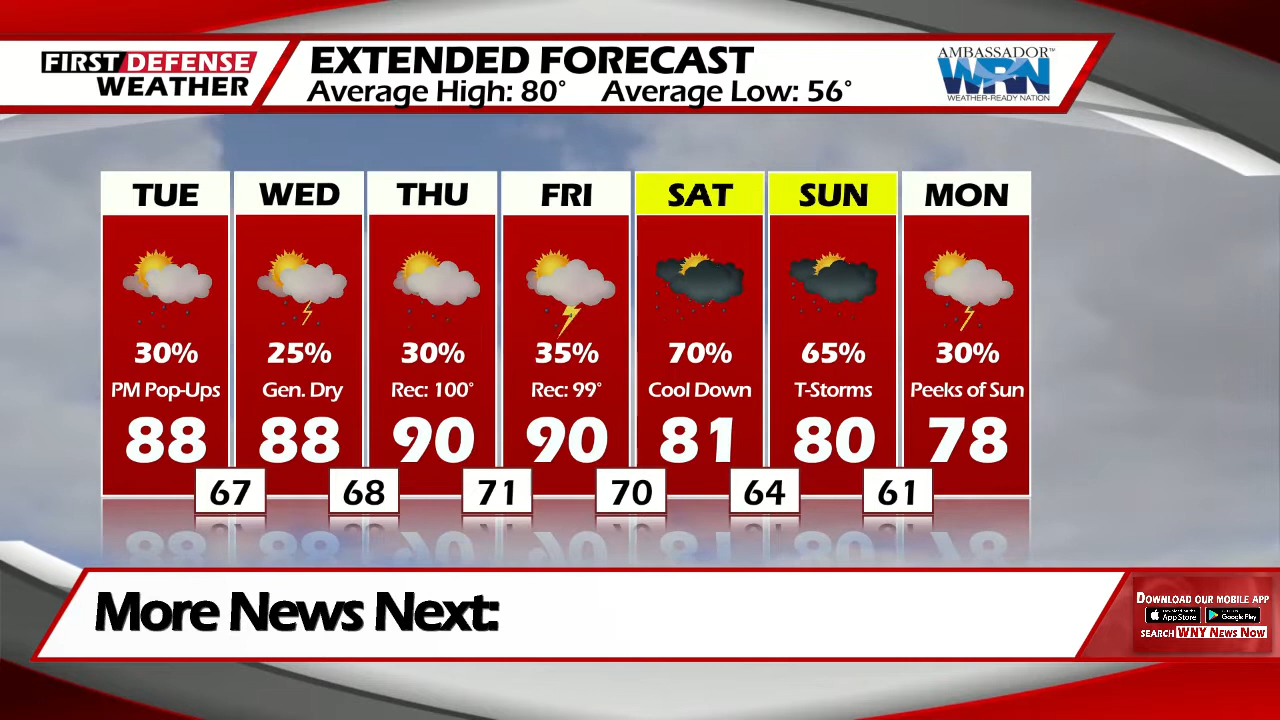 FIRST DEFENSE
WEATHER
EXTENDED FORECAST
Average High: 80° Average Low: 56°
AMBASSADOR™
WRN
WEATHER-READY NATION
TUE WED THU FRI SAT SUN MON
30% 25% 30% 35% 70% 65% 30%
PM Pop-Ups Gen. Dry Rec: 100° Rec: 99° Cool Down T-Storms Peeks of Sun
88 88 90 90 81 80 78
67 68 71 70 64 61
More News Next:
DOWNLOAD OUR MOBILE APP
App Store Google Play
SEARCH WNY NEWS NOW